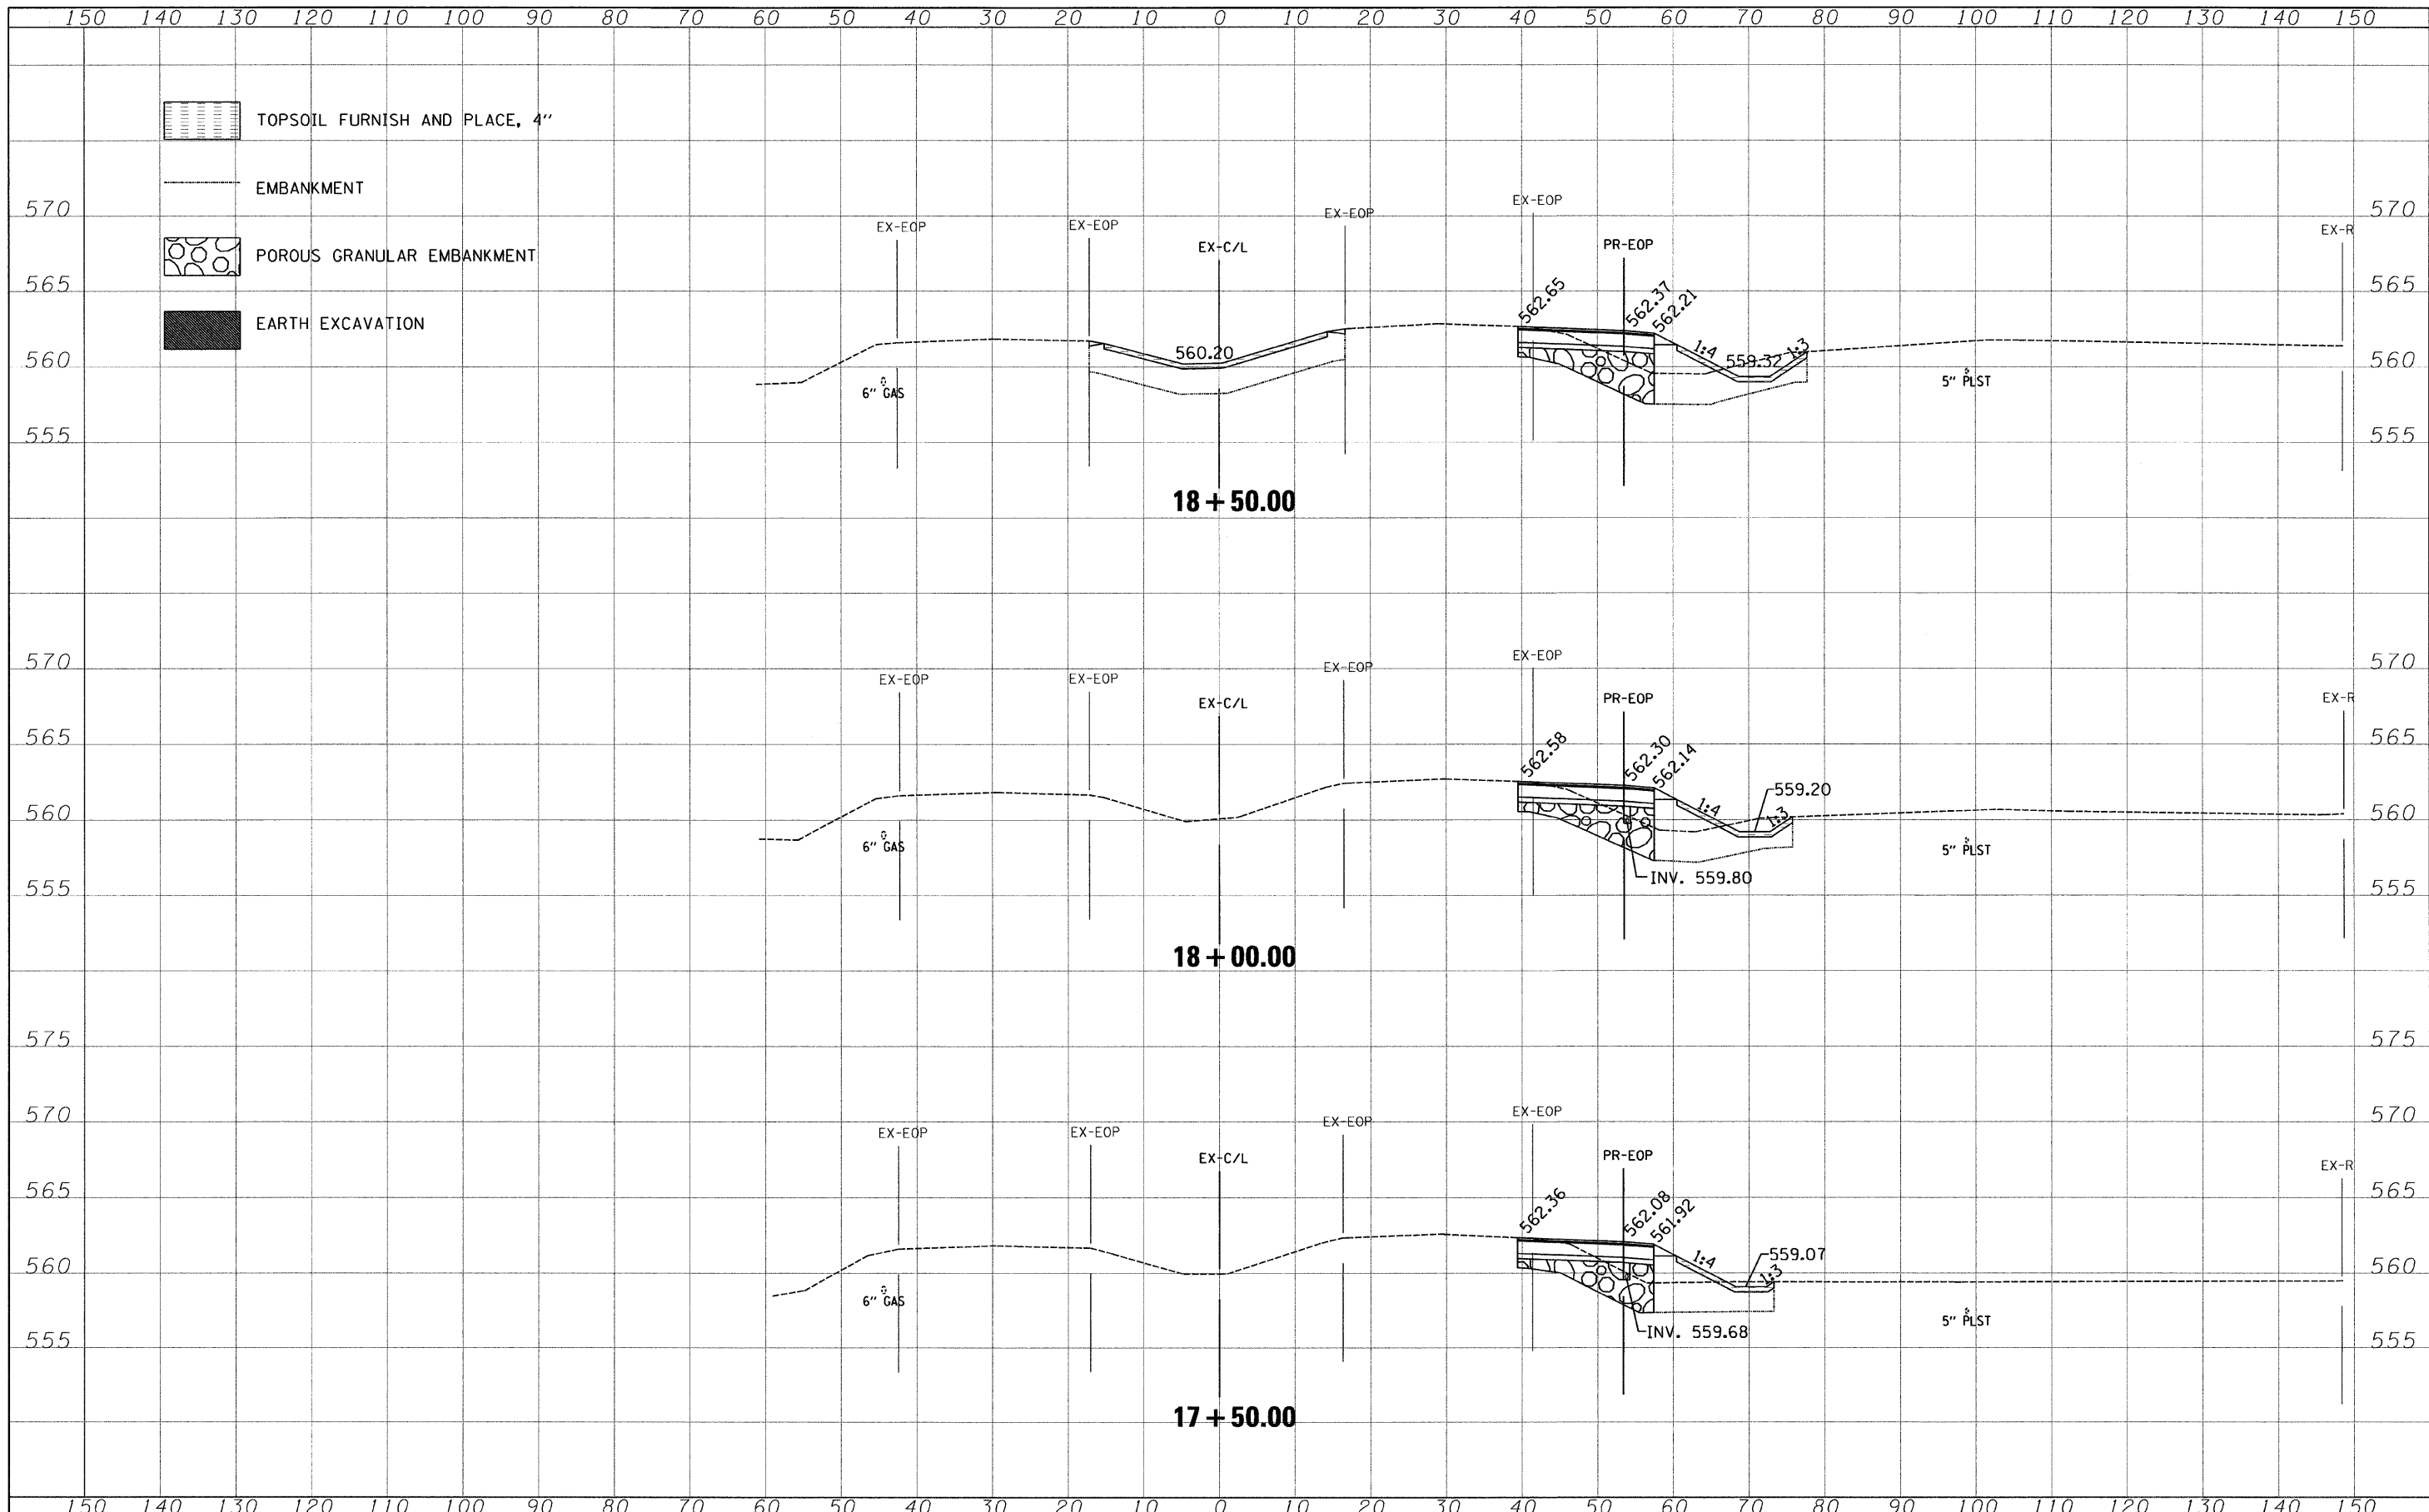 150 140 130 120 110 100 90 80 70 60 50 40 30 20 10 0 10 20 30 40 50 60 70 80 90 100 110 120 130 140 150
TOPSOIL FURNISH AND PLACE, 4"
EMBANKMENT
POROUS GRANULAR EMBANKMENT
EARTH EXCAVATION
570 570
EX-EOP EX-EOP EX-C/L EX-EOP EX-EOP PR-EOP EX-R
565 565
562.65 562.37 562.21
560 560
560.20 1:4 559.32 1:3
6" GAS 5" PLST
555 555
18+50.00
570 570
EX-EOP EX-EOP EX-C/L EX-EOP EX-EOP PR-EOP EX-R
565 565
562.58 562.30 562.14
559.20
1:4 1:3
560 560
6" GAS 5" PLST
INV. 559.80
555 555
18+00.00
575 575
570 570
EX-EOP EX-EOP EX-C/L EX-EOP EX-EOP PR-EOP EX-R
565 565
562.36 562.08 561.92
559.07
1:4 1:3
560 560
6" GAS 5" PLST
INV. 559.68
555 555
17+50.00
150 140 130 120 110 100 90 80 70 60 50 40 30 20 10 0 10 20 30 40 50 60 70 80 90 100 110 120 130 140 150